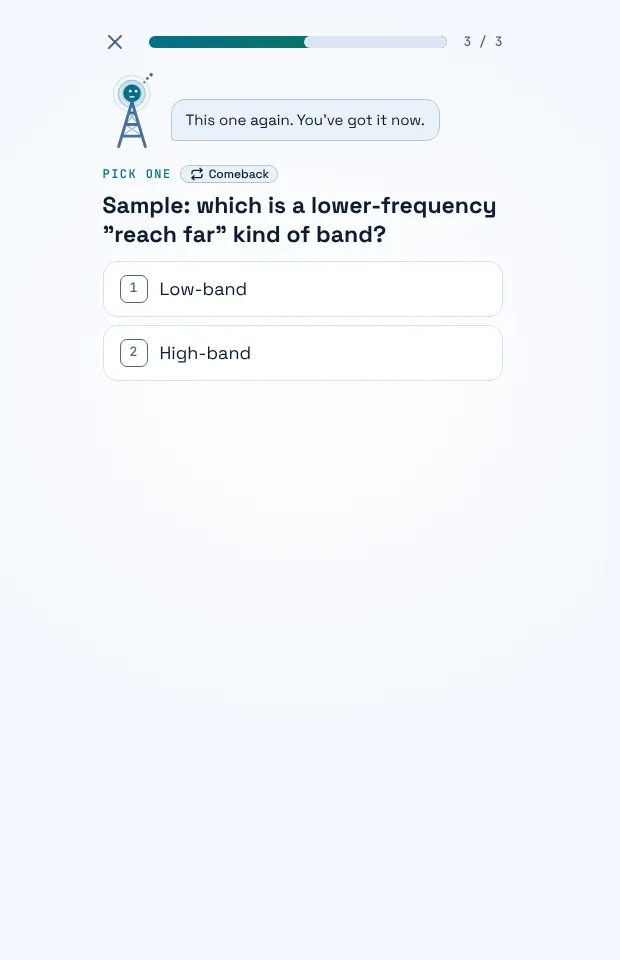 3 / 3
This one again. You’ve got it now.
PICK ONE
Comeback
Sample: which is a lower-frequency
”reach far” kind of band?
1 Low-band
2 High-band